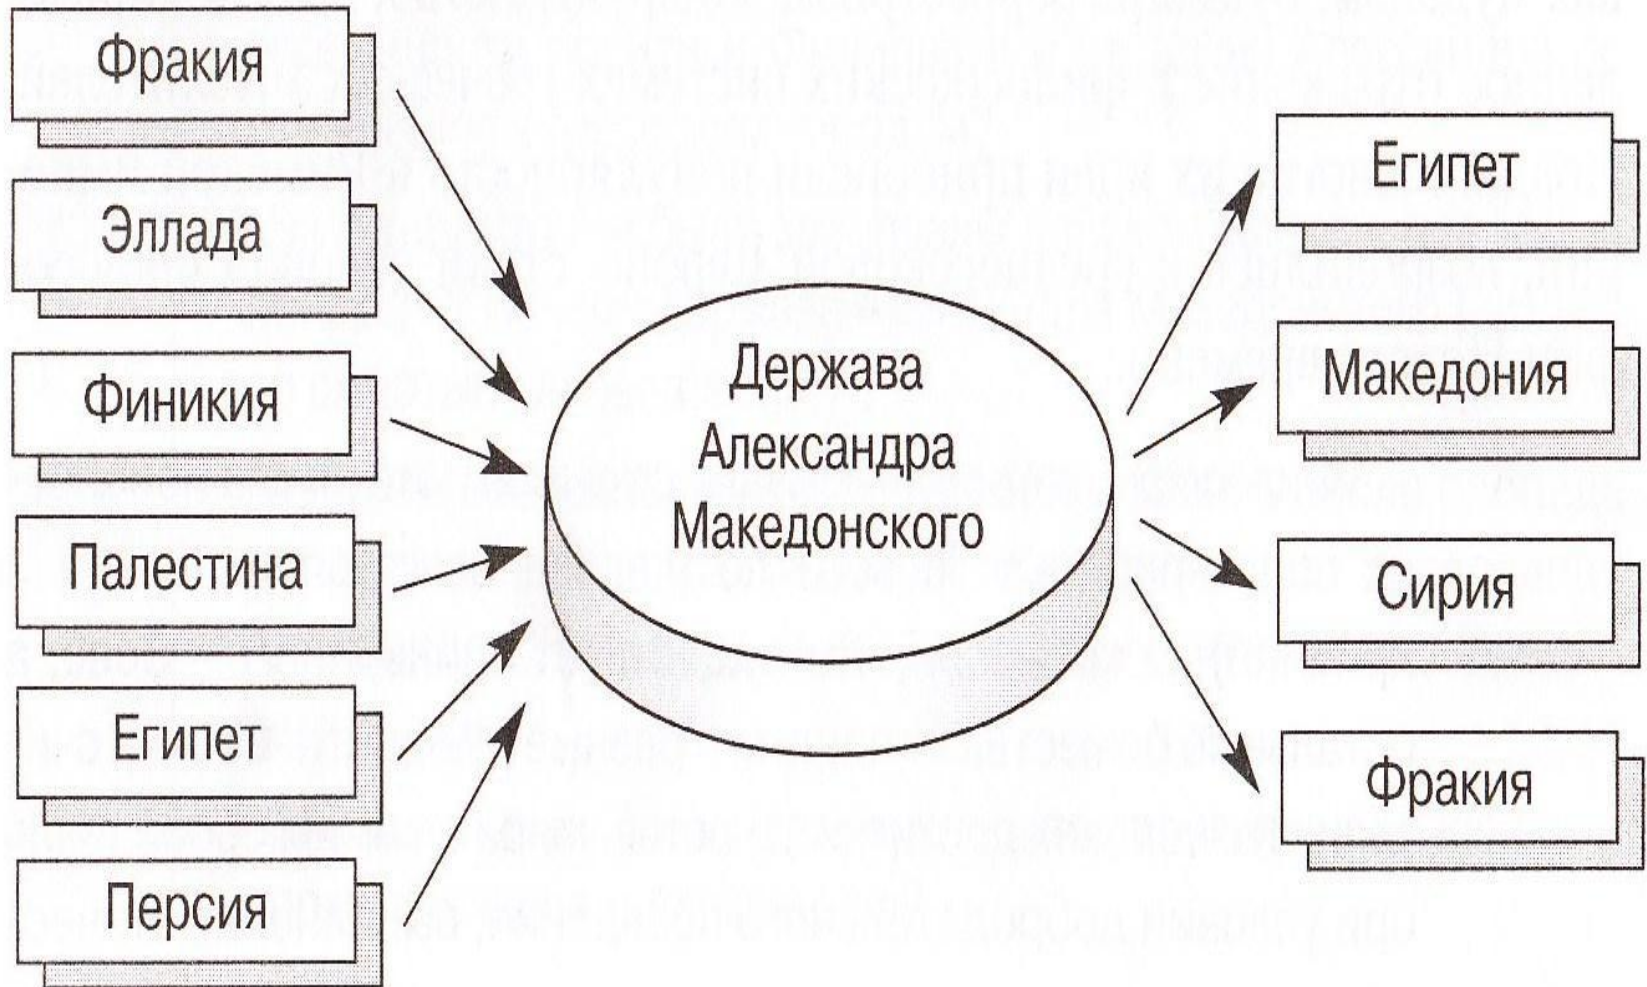 Фракия
Эллада
Финикия
Палестина
Египет
Персия
Держава
Александра
Македонского
Египет
Македония
Сирия
Фракия